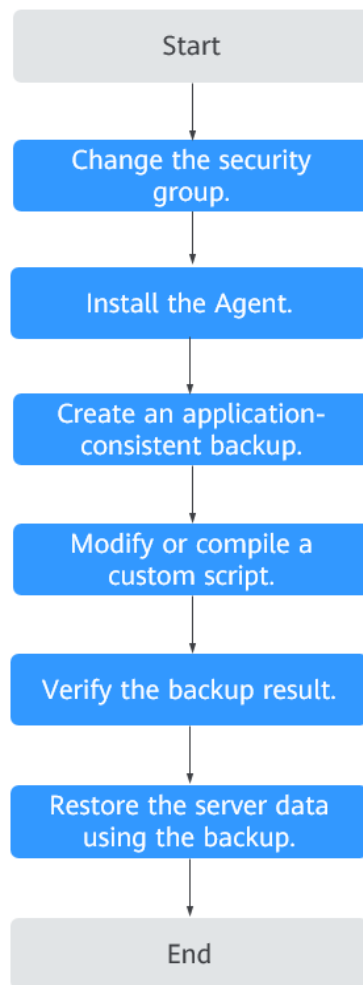 Start
Change the security
group.
Install the Agent.
Create an application-
consistent backup.
Modify or compile a
custom script.
Verify the backup result.
Restore the server data
using the backup.
End